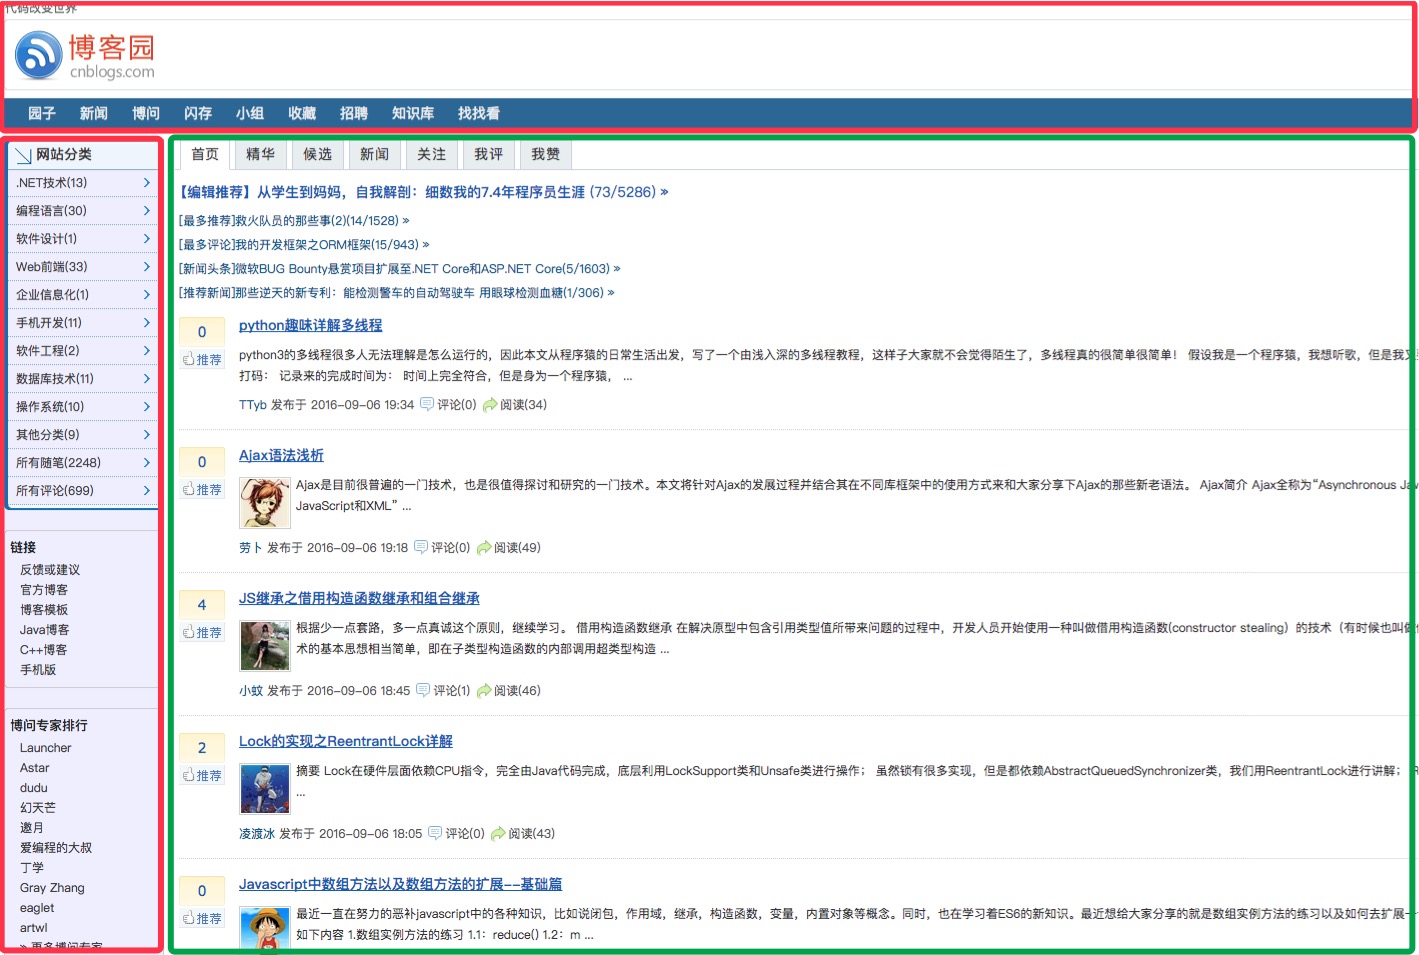 代码改变世界
博客园
cnblogs.com
园子 新闻 博问 闪存 小组 收藏 招聘 知识库 找找看
网站分类
.NET技术(13)
编程语言(30)
软件设计(1)
Web前端(33)
企业信息化(1)
手机开发(11)
软件工程(2)
数据库技术(11)
操作系统(10)
其他分类(9)
所有随笔(2248)
所有评论(699)
链接
反馈或建议
官方博客
博客模板
Java博客
C++博客
手机版
博问专家排行
Launcher
Astar
dudu
幻天芒
邀月
爱编程的大叔
丁学
Gray Zhang
eaglet
artwl
» 更多博问专家
首页 精华 候选 新闻 关注 我评 我赞
【编辑推荐】从学生到妈妈，自我解剖：细数我的7.4年程序员生涯 (73/5286) »
[最多推荐]救火队员的那些事(2)(14/1528) »
[最多评论]我的开发框架之ORM框架(15/943) »
[新闻头条]微软BUG Bounty悬赏项目扩展至.NET Core和ASP.NET Core(5/1603) »
[推荐新闻]那些逆天的新专利：能检测警车的自动驾驶车 用眼球检测血糖(1/306) »
0
推荐
python趣味详解多线程
python3的多线程很多人无法理解是怎么运行的，因此本文从程序猿的日常生活出发，写了一个由浅入深的多线程教程，这样子大家就不会觉得陌生了，多线程真的很简单很简单！ 假设我是一个程序猿，我想听歌，但是我又
打码： 记录来的完成时间为： 时间上完全符合，但是身为一个程序猿， ...
TTyb 发布于 2016-09-06 19:34 评论(0) 阅读(34)
0
推荐
Ajax语法浅析
Ajax是目前很普遍的一门技术，也是很值得探讨和研究的一门技术。本文将针对Ajax的发展过程并结合其在不同库框架中的使用方式来和大家分享下Ajax的那些新老语法。 Ajax简介 Ajax全称为“Asynchronous
JavaScript和XML” ...
劳卜 发布于 2016-09-06 19:18 评论(0) 阅读(49)
4
推荐
JS继承之借用构造函数继承和组合继承
根据少一点套路，多一点真诚这个原则，继续学习。 借用构造函数继承 在解决原型中包含引用类型值所带来问题的过程中，开发人员开始使用一种叫做借用构造函数(constructor stealing）的技术（有时候也叫做
术的基本思想相当简单，即在子类型构造函数的内部调用超类型构造 ...
小蚊 发布于 2016-09-06 18:45 评论(1) 阅读(46)
2
推荐
Lock的实现之ReentrantLock详解
摘要 Lock在硬件层面依赖CPU指令，完全由Java代码完成，底层利用LockSupport类和Unsafe类进行操作； 虽然锁有很多实现，但是都依赖AbstractQueuedSynchronizer类，我们用ReentrantLock进行讲解；
...
凌渡冰 发布于 2016-09-06 18:05 评论(0) 阅读(43)
0
推荐
Javascript中数组方法以及数组方法的扩展--基础篇
最近一直在努力的恶补javascript中的各种知识，比如说闭包，作用域，继承，构造函数，变量，内置对象等概念。同时，也在学习着ES6的新知识。最近想给大家分享的就是数组实例方法的练习以及如何去扩展一
如下内容 1.数组实例方法的练习 1.1：reduce() 1.2：m ...